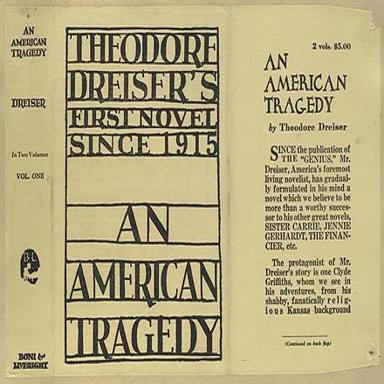 AN
AMERICAN
TRAGEDY
DREISER
In Two Volumes
VOL. ONE
BONI &
LIVERIGHT
THEODORE
DREISER'S
FIRST NOVEL
SINCE 1915
AN
AMERICAN
TRAGEDY
2 vols. $5.00
AN
AMERICAN
TRAGEDY
by Theodore Dreiser
SINCE the publication of
THE "GENIUS," Mr.
Dreiser, America's foremost
living novelist, has gradual-
ly formulated in his mind a
novel which we believe to be
more than a worthy succes-
sor to his other great novels,
SISTER CARRIE, JENNIE
GERHARDT, THE FINAN-
CIER, etc.
The protagonist of Mr.
Dreiser's story is one Clyde
Griffiths, whom we see in
his adventures, from his
shabby, fanatically relig-
ious Kansas background
(Continued on back flap)